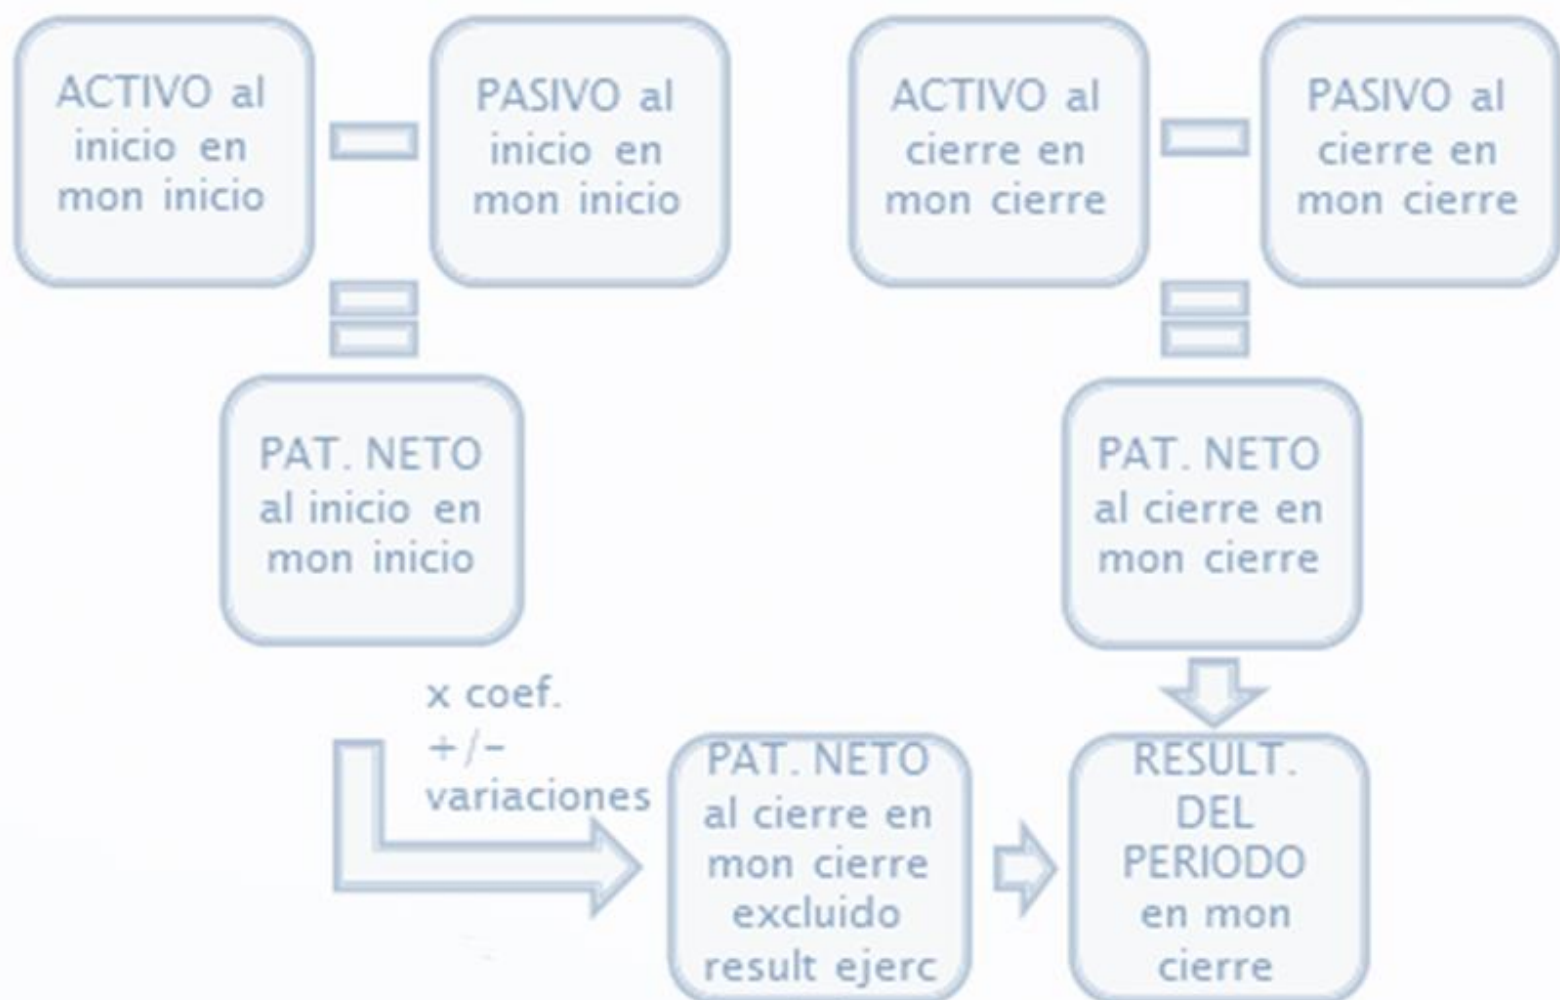 ACTIVO al
inicio en
mon inicio
PASIVO al
inicio en
mon inicio
ACTIVO al
cierre en
mon cierre
PASIVO al
cierre en
mon cierre
PAT. NETO
al inicio en
mon inicio
PAT. NETO
al cierre en
mon cierre
x coef.
+/-
variaciones
PAT. NETO
al cierre en
mon cierre
excluido
result ejerc
RESULT.
DEL
PERIODO
en mon
cierre